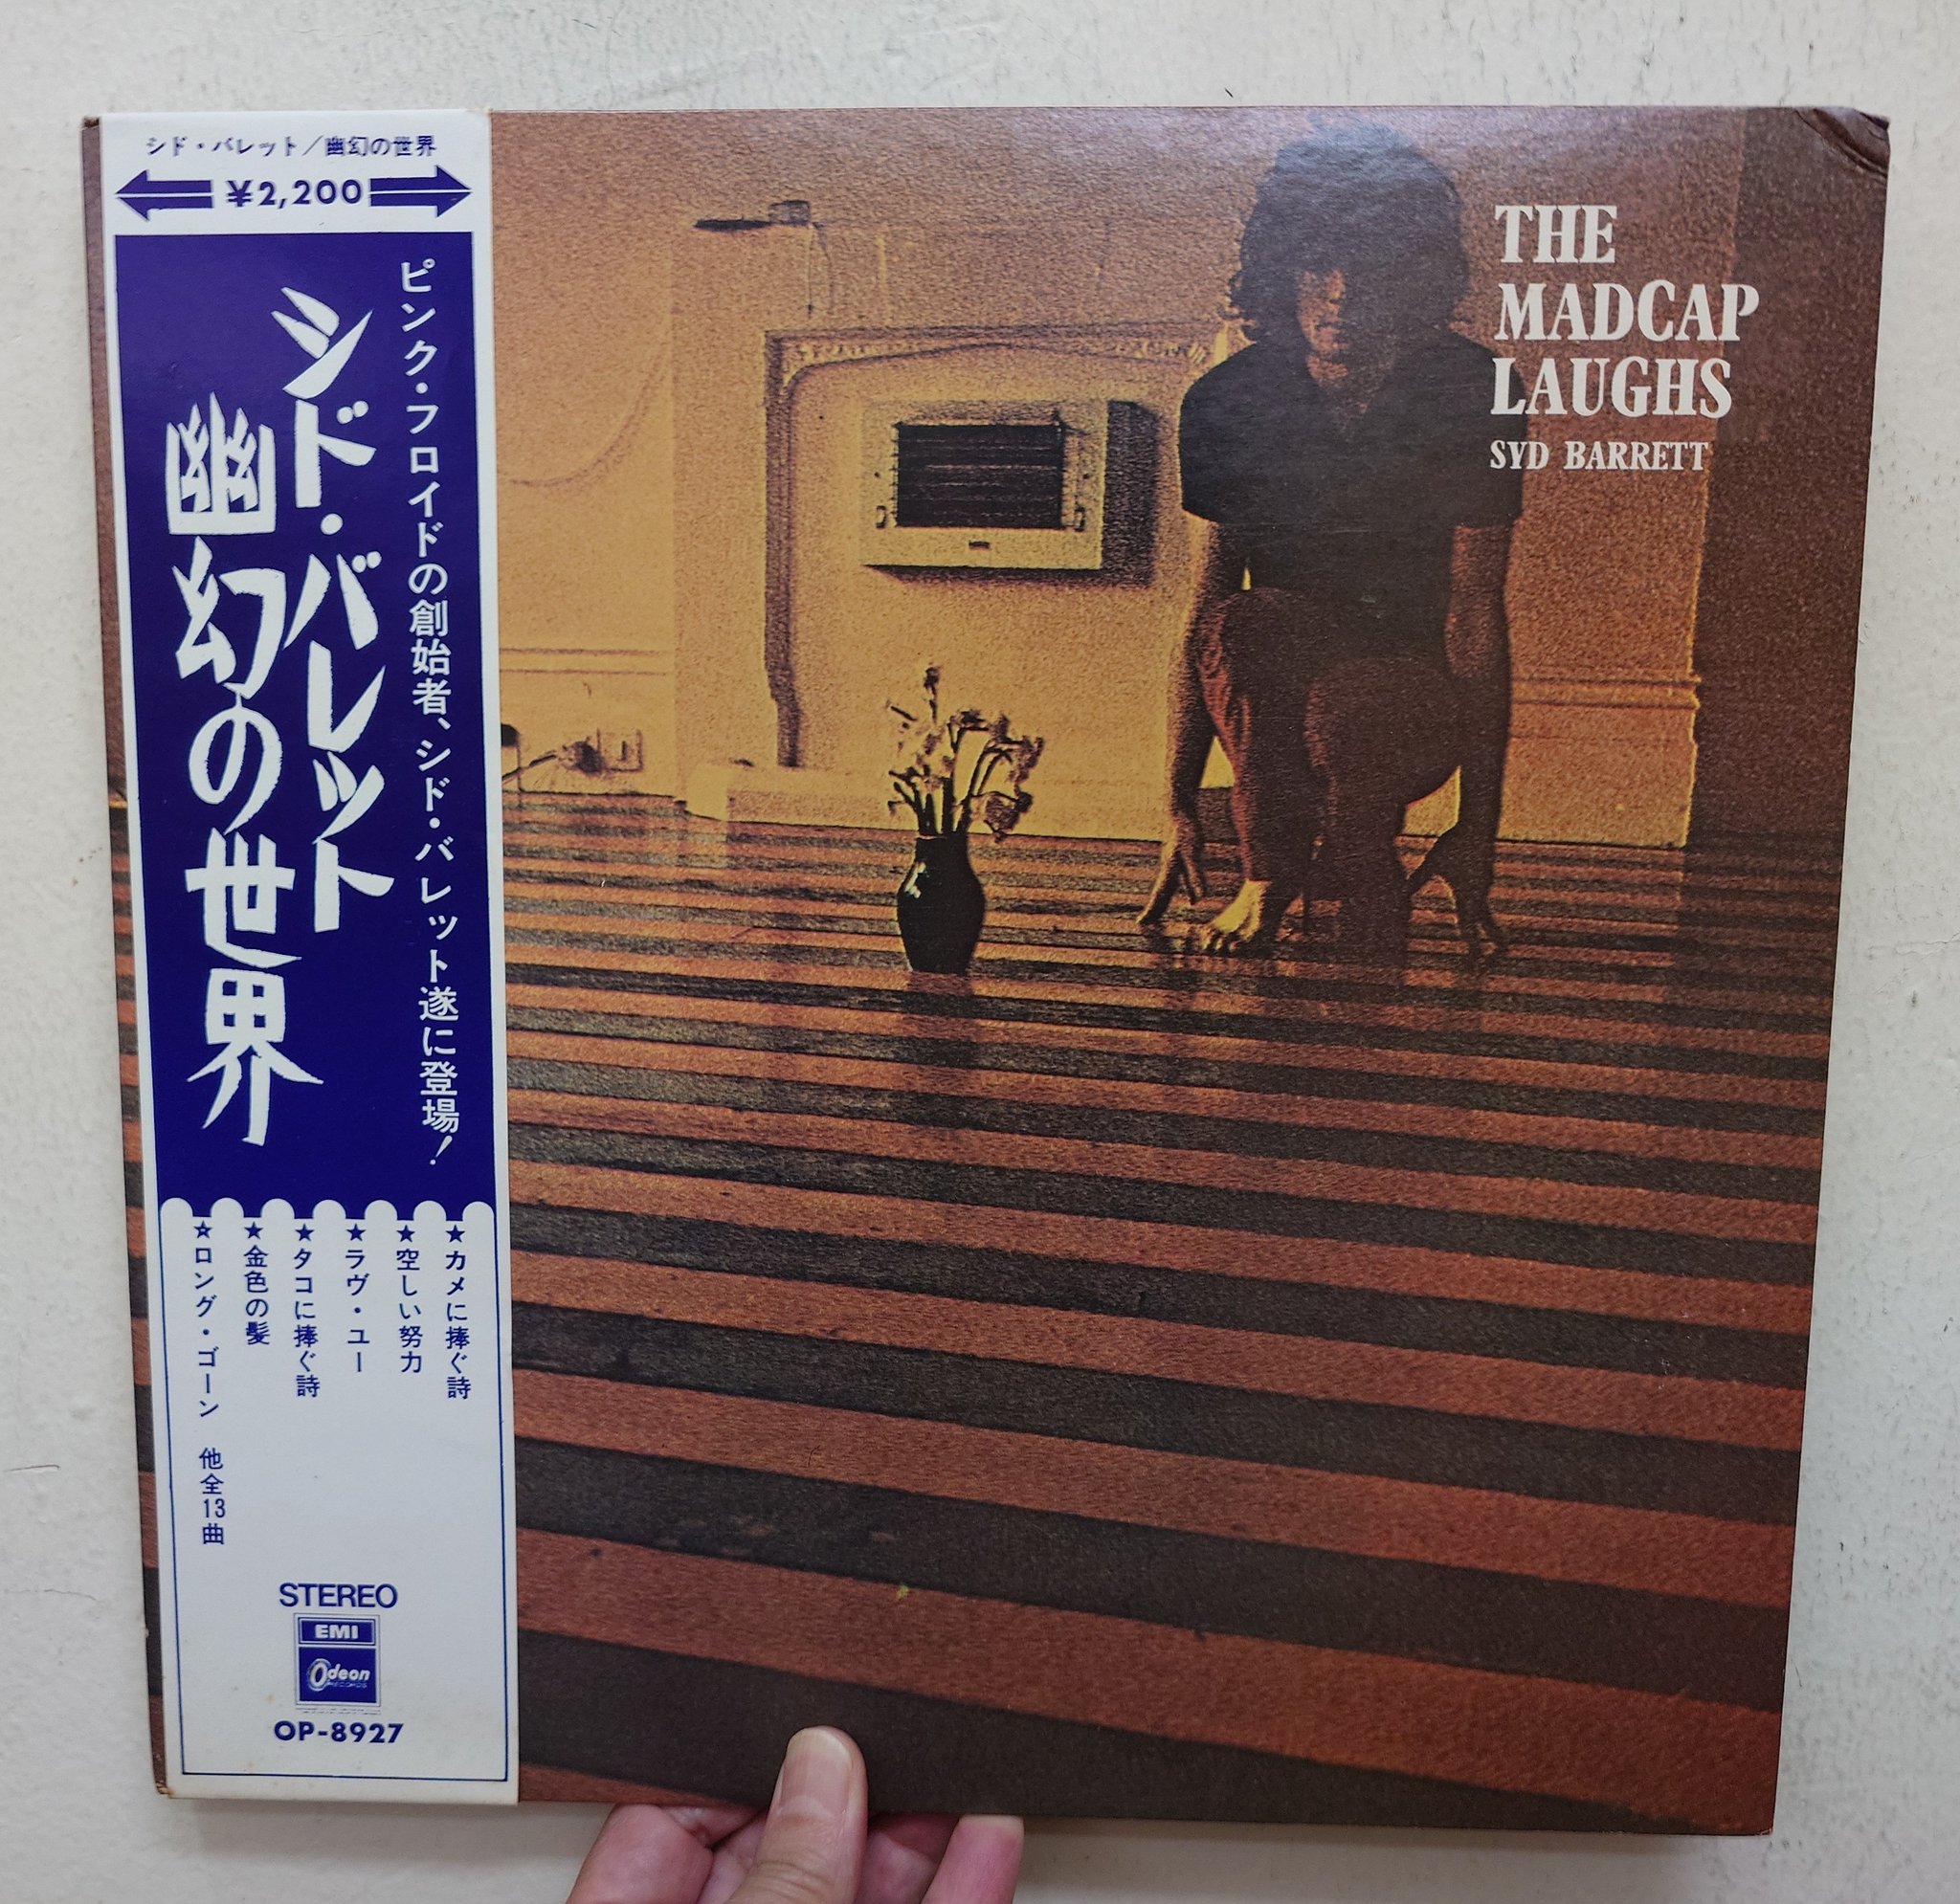 シド・バレット／幽幻の世界
¥2,200
ピンク・フロイドの創始者、シド・バレット遂に登場！
シド・バレット
幽幻の世界
★カメに捧ぐ詩
★空しい努力
★ラヴ・ユー
★タコに捧ぐ詩
★金色の髪
☆ロング・ゴーン 他全13曲
STEREO
EMI
Odeon
RECORDS
OP-8927
THE
MADCAP
LAUGHS
SYD BARRETT